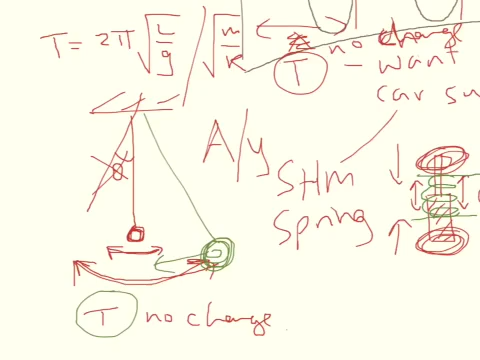 T = 2π√(L/g) / √(m/k)
no change
T
– want
car su
A/y
SHM
spring
T no change.